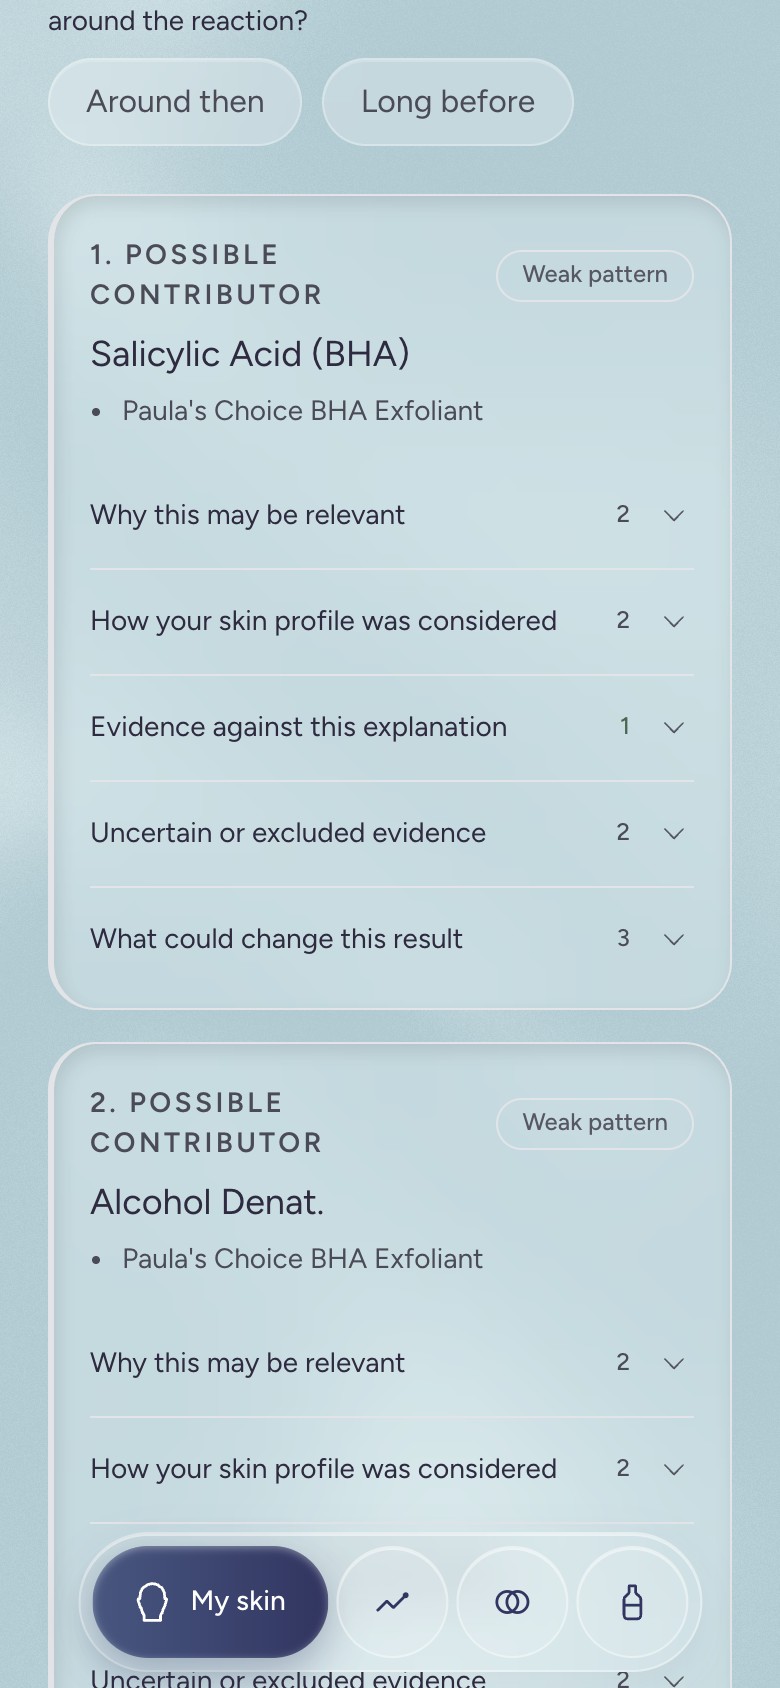 around the reaction?
Around then
Long before
1. POSSIBLE
CONTRIBUTOR
Weak pattern
Salicylic Acid (BHA)
• Paula's Choice BHA Exfoliant
Why this may be relevant 2
How your skin profile was considered 2
Evidence against this explanation 1
Uncertain or excluded evidence 2
What could change this result 3
2. POSSIBLE
CONTRIBUTOR
Weak pattern
Alcohol Denat.
• Paula's Choice BHA Exfoliant
Why this may be relevant 2
How your skin profile was considered 2
My skin
Uncertain or excluded evidence 2